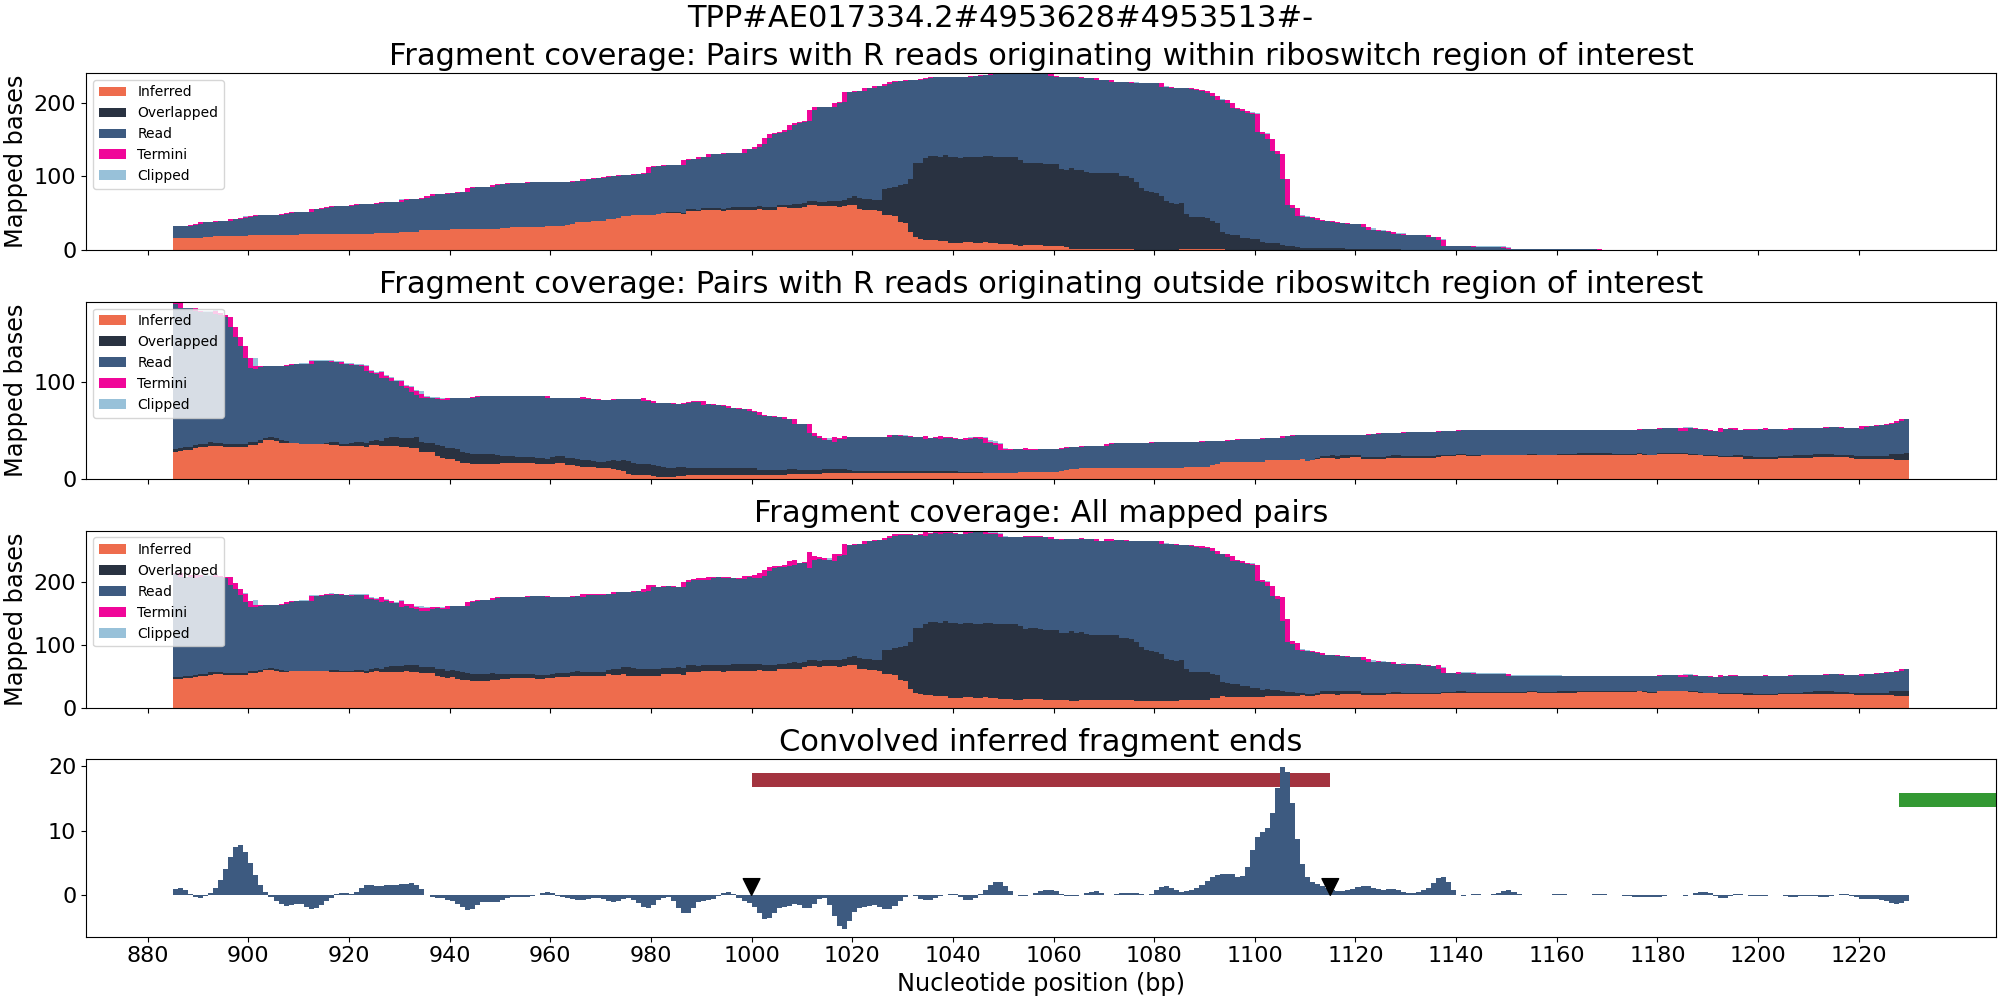 TPP#AE017334.2#4953628#4953513#-
Fragment coverage: Pairs with R reads originating within riboswitch region of interest
Mapped bases
200
100
0
Inferred
Overlapped
Read
Termini
Clipped
Fragment coverage: Pairs with R reads originating outside riboswitch region of interest
Mapped bases
100
0
Inferred
Overlapped
Read
Termini
Clipped
Fragment coverage: All mapped pairs
Mapped bases
200
100
0
Inferred
Overlapped
Read
Termini
Clipped
Convolved inferred fragment ends
20
10
0
880 900 920 940 960 980 1000 1020 1040 1060 1080 1100 1120 1140 1160 1180 1200 1220
Nucleotide position (bp)